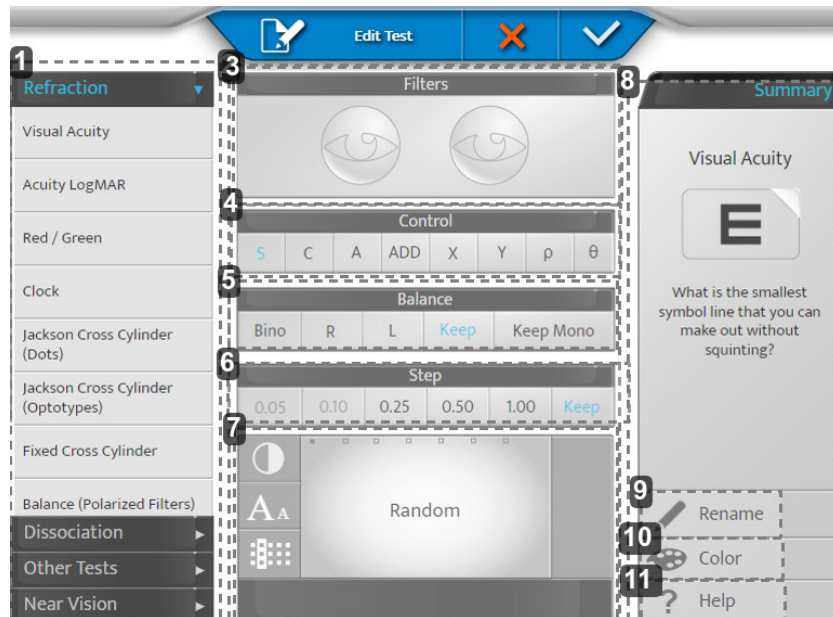 Edit Test
1
Refraction
Visual Acuity
Acuity LogMAR
Red / Green
Clock
Jackson Cross Cylinder
(Dots)
Jackson Cross Cylinder
(Optotypes)
Fixed Cross Cylinder
Balance (Polarized Filters)
Dissociation
Other Tests
Near Vision
3
Filters
4
Control
S C A ADD X Y ρ θ
5
Balance
Bino R L Keep Keep Mono
6
Step
0.05 0.10 0.25 0.50 1.00 Keep
7
A A
Random
8
Summary
Visual Acuity
E
What is the smallest
symbol line that you can
make out without
squinting?
9
Rename
10
Color
11
? Help